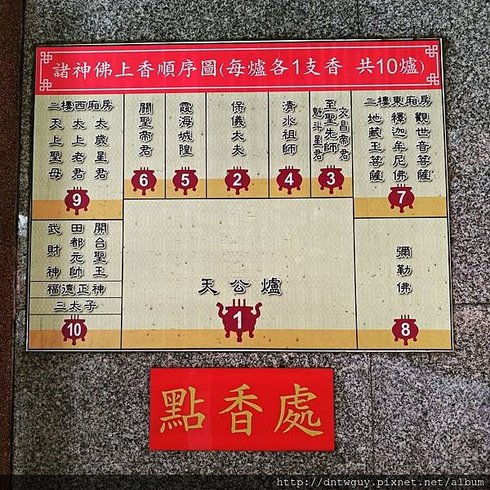 諸神佛上香順序圖(每爐各1支香 共10爐)
二樓西廂房
太歲星君
太上老君
天上聖母
9
關聖帝君
6
霞海城隍
5
保儀大夫
2
清水祖師
4
文昌帝君
至聖先師
魁斗星君
3
二樓東廂房
觀世音菩薩
釋迦牟尼佛
地藏王菩薩
7
開台聖王
田都元帥
武財神
福德正神
三太子
10
天公爐
1
彌勒佛
8
點香處
http://dntwguy.pixnet.net/album